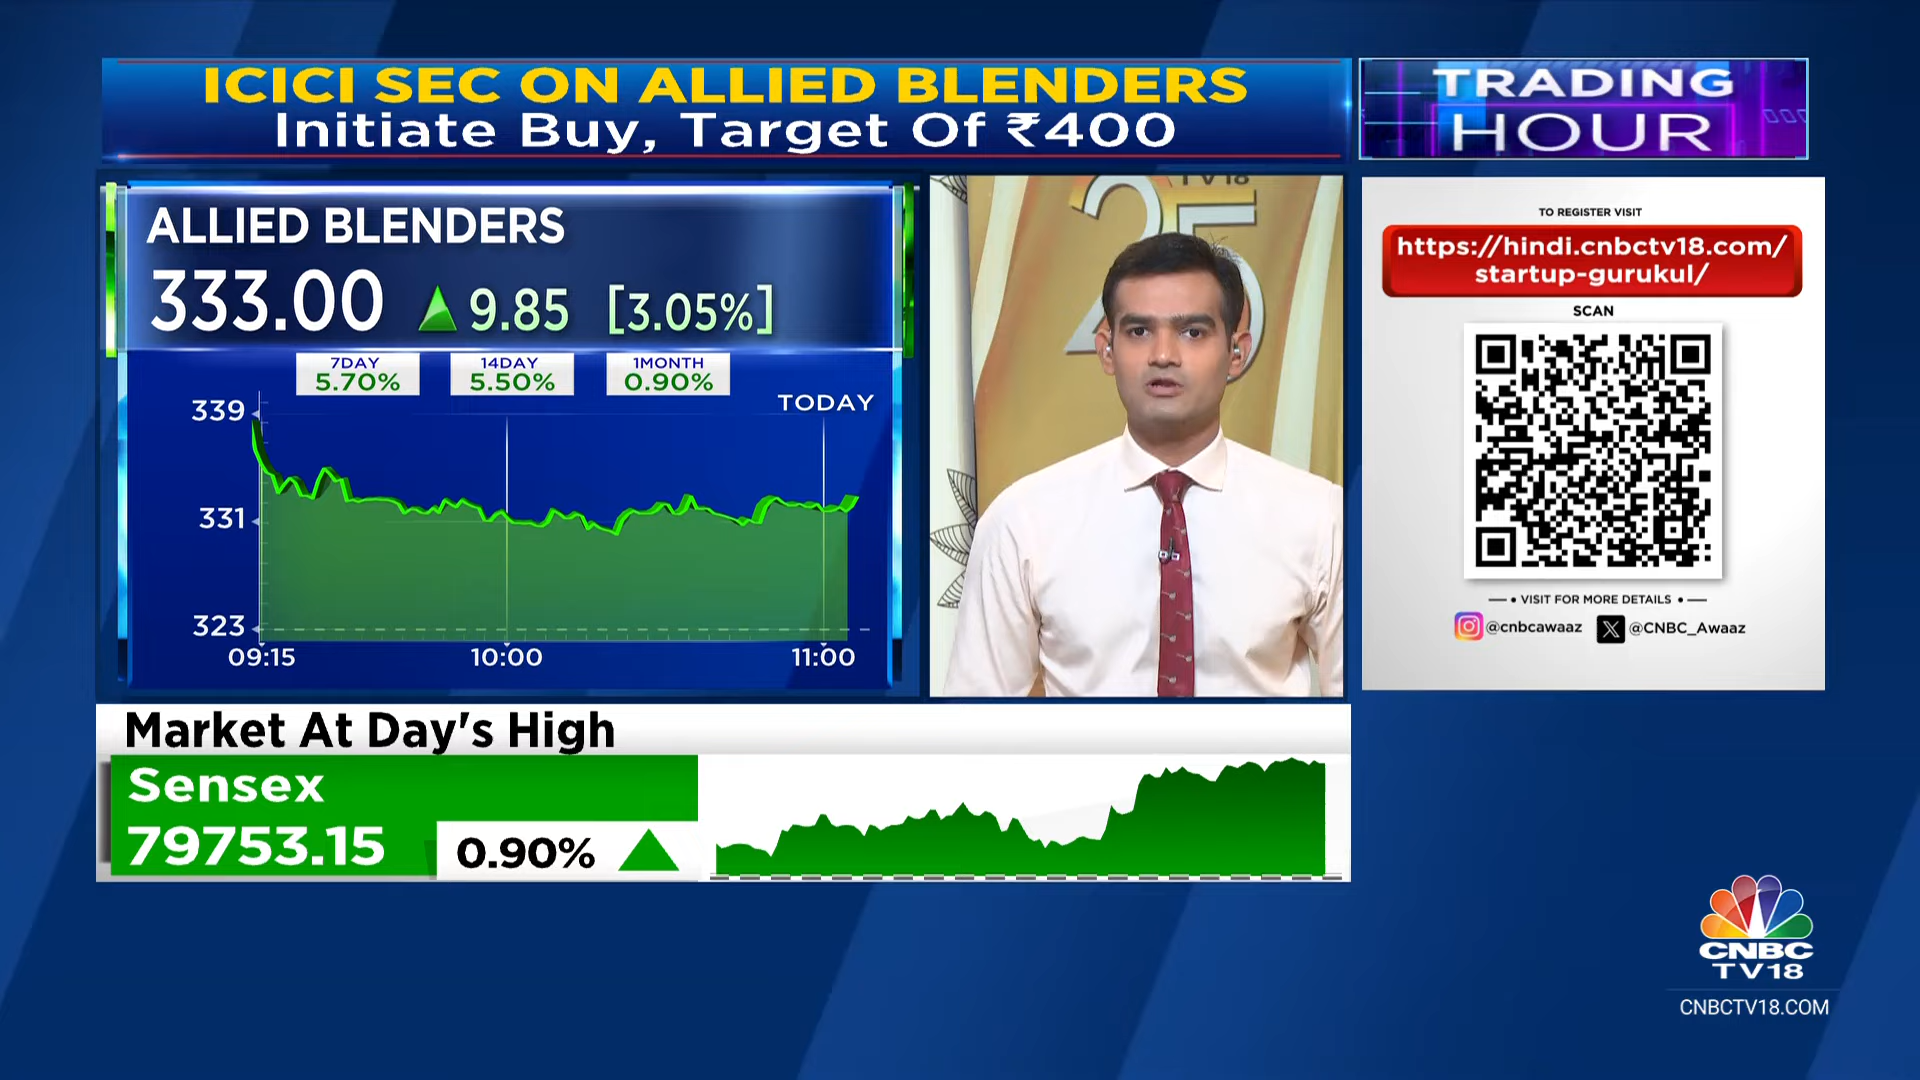 ICICI SEC ON ALLIED BLENDERS
Initiate Buy, Target Of ₹400
TRADING
HOUR
ALLIED BLENDERS
333.00 ▲ 9.85 [3.05%]
7DAY
5.70%
14DAY
5.50%
1MONTH
0.90%
TODAY
339
331
323
09:15
10:00
11:00
TV18
25
TO REGISTER VISIT
https://hindi.cnbctv18.com/
startup-gurukul/
SCAN
VISIT FOR MORE DETAILS
@cnbcawaaz
@CNBC_Awaaz
Market At Day's High
Sensex
79753.15
0.90%
CNBC
TV18
CNBCTV18.COM